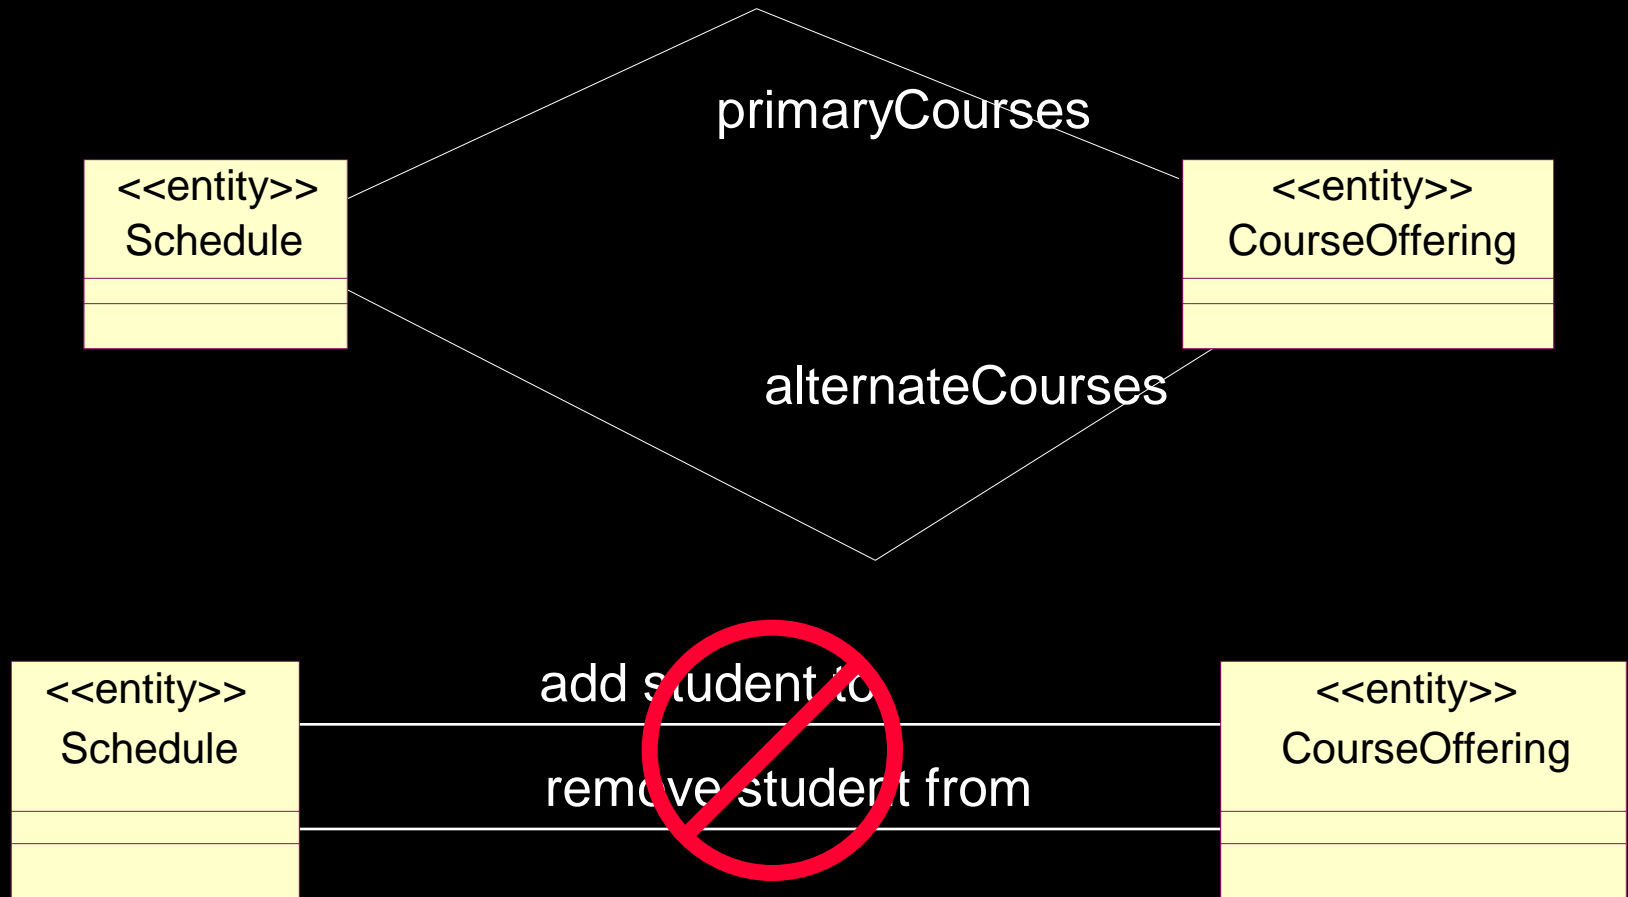 primaryCourses
<<entity>>
Schedule
<<entity>>
CourseOffering
alternateCourses
add student to
<<entity>>
Schedule
<<entity>>
CourseOffering
remove student from